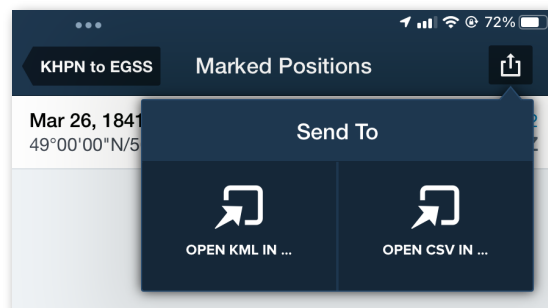 72%
KHPN to EGSS
Marked Positions
Mar 26, 1841
Send To
49°00'00"N/5
OPEN KML IN ...
OPEN CSV IN ...